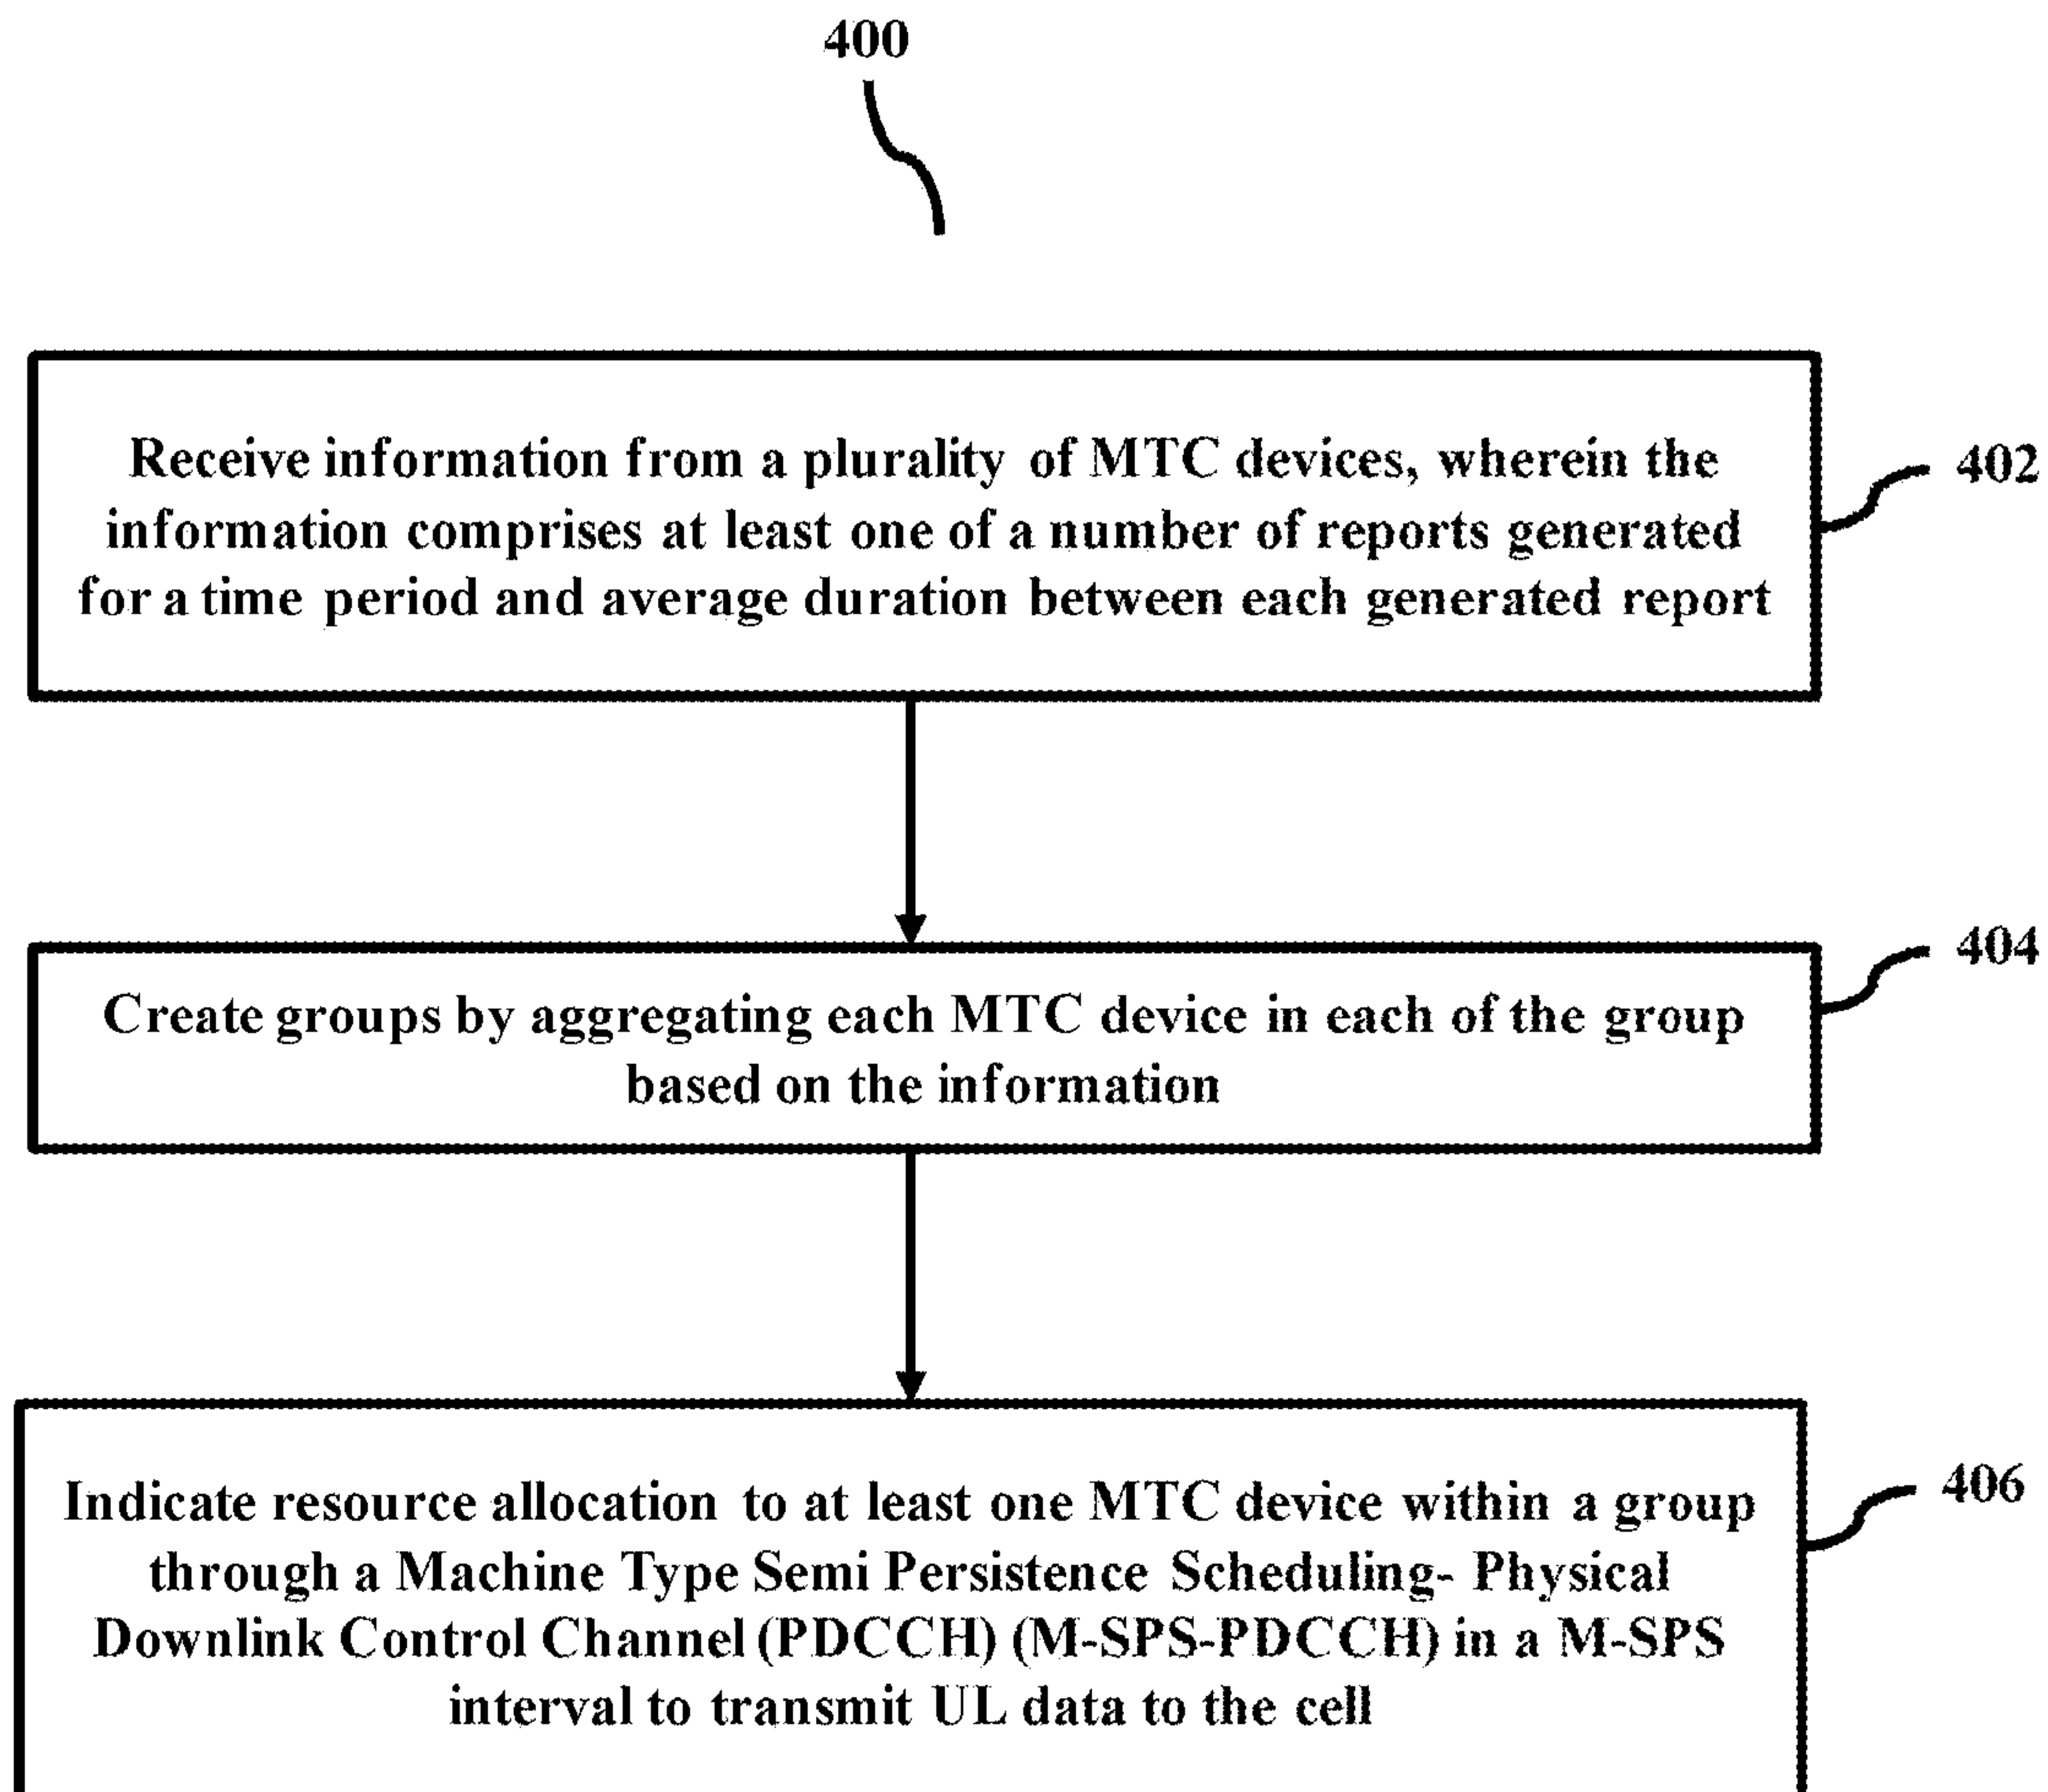 400
Receive information from a plurality of MTC devices, wherein the
information comprises at least one of a number of reports generated
for a time period and average duration between each generated report
402
Create groups by aggregating each MTC device in each of the group
based on the information
404
Indicate resource allocation to at least one MTC device within a group
through a Machine Type Semi Persistence Scheduling- Physical
Downlink Control Channel (PDCCH) (M-SPS-PDCCH) in a M-SPS
interval to transmit UL data to the cell
406